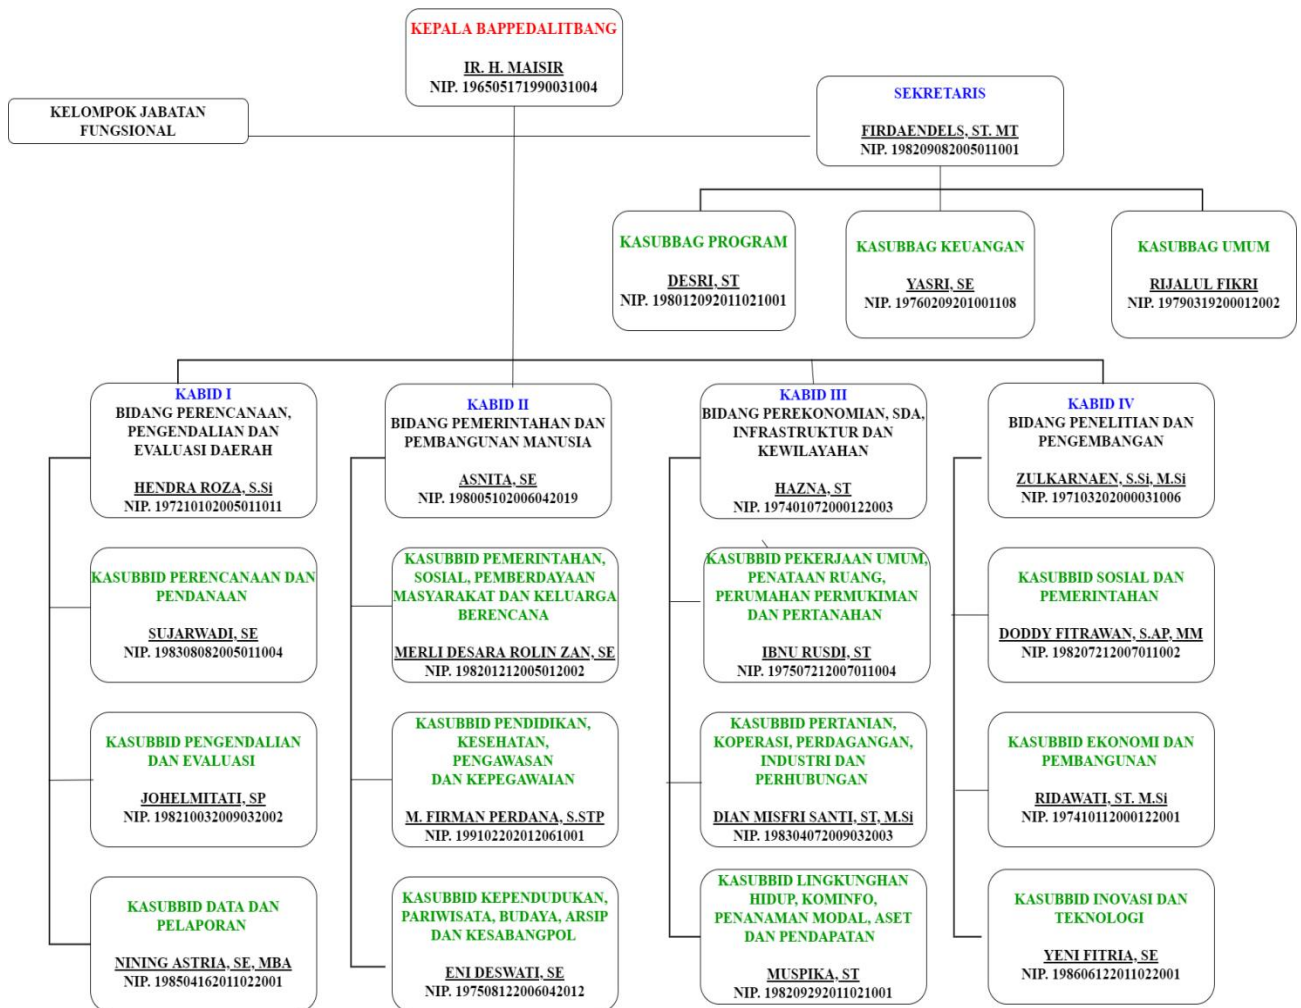 KEPALA BAPPEDALITBANG
IR. H. MAISIR
NIP. 196505171990031004
KELOMPOK JABATAN
FUNGSIONAL
SEKRETARIS
FIRDAENDELS, ST. MT
NIP. 198209082005011001
KASUBBAG PROGRAM
DESRI, ST
NIP. 198012092011021001
KASUBBAG KEUANGAN
YASRI, SE
NIP. 19760209201001108
KASUBBAG UMUM
RIJALUL FIKRI
NIP. 19790319200012002
KABID I
BIDANG PERENCANAAN,
PENGENDALIAN DAN
EVALUASI DAERAH
HENDRA ROZA, S.Si
NIP. 197210102005011011
KABID II
BIDANG PEMERINTAHAN DAN
PEMBANGUNAN MANUSIA
ASNITA, SE
NIP. 198005102006042019
KABID III
BIDANG PEREKONOMIAN, SDA,
INFRASTRUKTUR DAN
KEWILAYAHAN
HAZNA, ST
NIP. 197401072000122003
KABID IV
BIDANG PENELITIAN DAN
PENGEMBANGAN
ZULKARNAEN, S.Si, M.Si
NIP. 197103202000031006
KASUBBID PERENCANAAN DAN
PENDANAAN
SUJARWADI, SE
NIP. 198308082005011004
KASUBBID PEMERINTAHAN,
SOSIAL, PEMBERDAYAAN
MASYARAKAT DAN KELUARGA
BERENCANA
MERLI DESARA ROLIN ZAN, SE
NIP. 198201212005012002
KASUBBID PEKERJAAN UMUM,
PENATAAN RUANG,
PERUMAHAN PERMUKIMAN
DAN PERTANAHAN
IBNU RUSDI, ST
NIP. 197507212007011004
KASUBBID SOSIAL DAN
PEMERINTAHAN
DODDY FITRAWAN, S.AP, MM
NIP. 198207212007011002
KASUBBID PENGENDALIAN
DAN EVALUASI
JOHELMITATI, SP
NIP. 198210032009032002
KASUBBID PENDIDIKAN,
KESEHATAN,
PENGAWASAN
DAN KEPEGAWAIAN
M. FIRMAN PERDANA, S.STP
NIP. 199102202012061001
KASUBBID PERTANIAN,
KOPERASI, PERDAGANGAN,
INDUSTRI DAN
PERHUBUNGAN
DIAN MISFRI SANTI, ST, M.Si
NIP. 198304072009032003
KASUBBID EKONOMI DAN
PEMBANGUNAN
RIDAWATI, ST. M.Si
NIP. 197410112000122001
KASUBBID DATA DAN
PELAPORAN
NINING ASTRIA, SE, MBA
NIP. 198504162011022001
KASUBBID KEPENDUDUKAN,
PARIWISATA, BUDAYA, ARSIP
DAN KESABANGPOL
ENI DESWATI, SE
NIP. 197508122006042012
KASUBBID LINGKUNGHAN
HIDUP, KOMINFO,
PENANAMAN MODAL, ASET
DAN PENDAPATAN
MUSPIKA, ST
NIP. 198209292011021001
KASUBBID INOVASI DAN
TEKNOLOGI
YENI FITRIA, SE
NIP. 198606122011022001